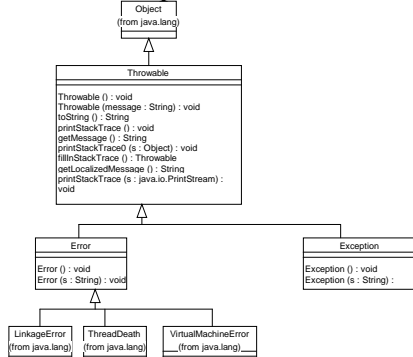 Object
(from java.lang)
Throwable
Throwable () : void
Throwable (message : String) : void
toString () : String
printStackTrace () : void
getMessage () : String
printStackTrace0 (s : Object) : void
fillInStackTrace () : Throwable
getLocalizedMessage () : String
printStackTrace (s : java.io.PrintStream) :
void
Error
Error () : void
Error (s : String) : void
Exception
Exception () : void
Exception (s : String) :
LinkageError
(from java.lang)
ThreadDeath
(from java.lang)
VirtualMachineError
(from java.lang)